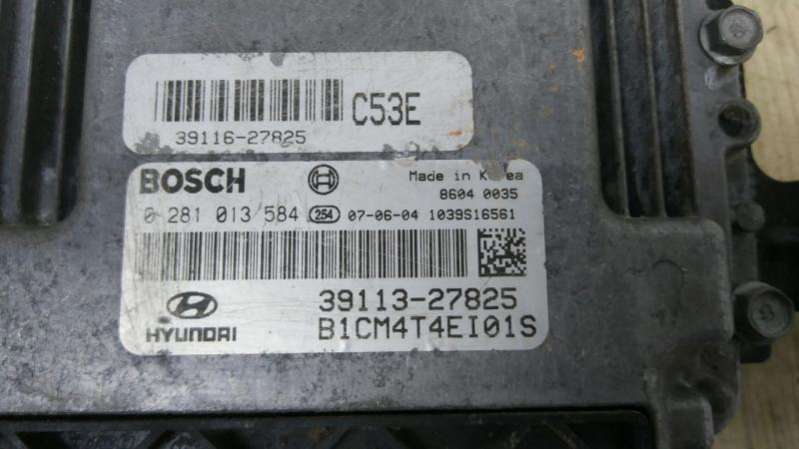 C53E
39116-27825
BOSCH
Made in Korea
8604 0035
0 281 013 584 254 07-06-04 1039S16561
39113-27825
HYUNDAI B1CM4T4EI01S